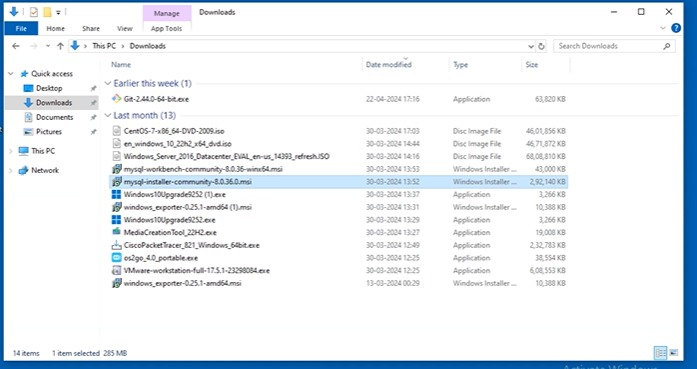 Manage
Downloads
File
Home
Share
View
App Tools
This PC
Downloads
Search Downloads
Name
Date modified
Type
Size
Quick access
Desktop
Downloads
Documents
Pictures
This PC
Network
Earlier this week (1)
Git-2.44.0-64-bit.exe 22-04-2024 17:16 Application 63,820 KB
Last month (13)
CentOS-7-x86_64-DVD-2009.iso 30-03-2024 17:03 Disc Image File 46,01,856 KB
en_windows_10_22h2_x64_dvd.iso 30-03-2024 14:44 Disc Image File 46,71,872 KB
Windows_Server_2016_Datacenter_EVAL_en-us_14393_refresh.ISO 30-03-2024 14:16 Disc Image File 68,08,810 KB
mysql-workbench-community-8.0.36-winx64.msi 30-03-2024 13:53 Windows Installer ... 43,000 KB
mysql-installer-community-8.0.36.0.msi 30-03-2024 13:52 Windows Installer ... 2,92,140 KB
Windows10Upgrade9252 (1).exe 30-03-2024 13:37 Application 3,266 KB
windows_exporter-0.25.1-amd64 (1).msi 30-03-2024 13:31 Windows Installer ... 10,388 KB
Windows10Upgrade9252.exe 30-03-2024 13:29 Application 3,266 KB
MediaCreationTool_22H2.exe 30-03-2024 13:27 Application 19,008 KB
CiscoPacketTracer_821_Windows_64bit.exe 30-03-2024 12:49 Application 2,32,783 KB
os2go_4.0_portable.exe 30-03-2024 12:25 Application 38,554 KB
VMware-workstation-full-17.5.1-23298084.exe 30-03-2024 12:25 Application 6,08,553 KB
windows_exporter-0.25.1-amd64.msi 13-03-2024 00:29 Windows Installer ... 10,388 KB
14 items 1 item selected 285 MB